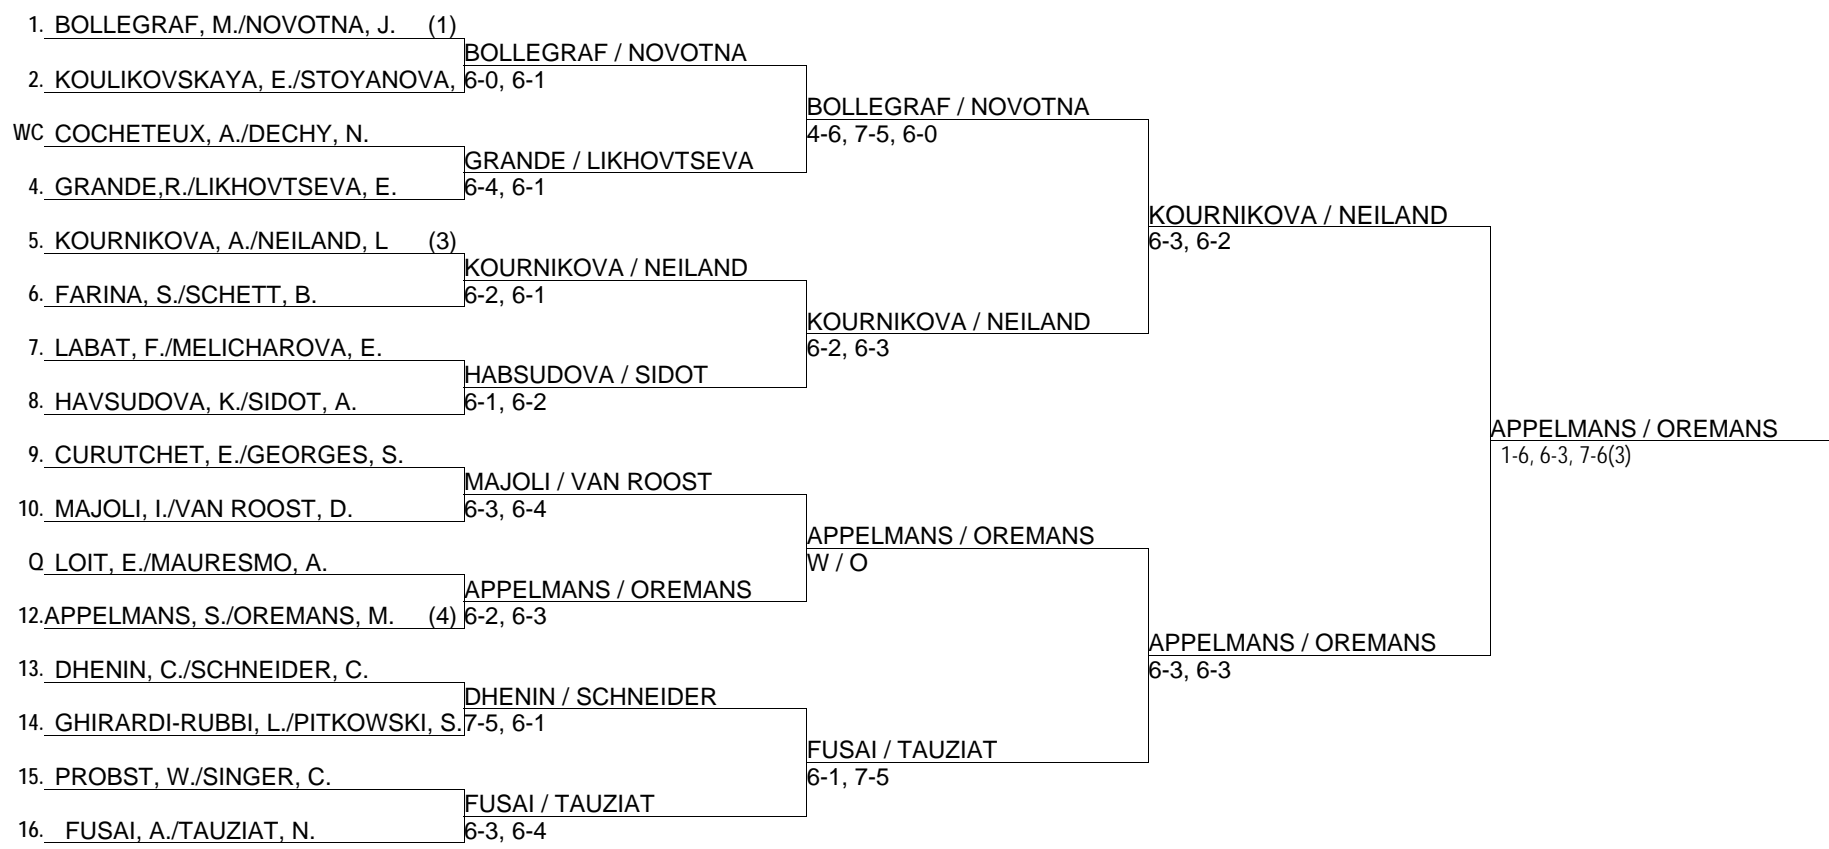 1. BOLLEGRAF, M./NOVOTNA, J. (1)
BOLLEGRAF / NOVOTNA
2. KOULIKOVSKAYA, E./STOYANOVA, 6-0, 6-1
BOLLEGRAF / NOVOTNA
WC COCHETEUX, A./DECHY, N.
4-6, 7-5, 6-0
GRANDE / LIKHOVTSEVA
4. GRANDE,R./LIKHOVTSEVA, E. 6-4, 6-1
KOURNIKOVA / NEILAND
5. KOURNIKOVA, A./NEILAND, L (3)
6-3, 6-2
KOURNIKOVA / NEILAND
6. FARINA, S./SCHETT, B. 6-2, 6-1
KOURNIKOVA / NEILAND
7. LABAT, F./MELICHAROVA, E.
6-2, 6-3
HABSUDOVA / SIDOT
8. HAVSUDOVA, K./SIDOT, A. 6-1, 6-2
APPELMANS / OREMANS
9. CURUTCHET, E./GEORGES, S.
1-6, 6-3, 7-6(3)
MAJOLI / VAN ROOST
10. MAJOLI, I./VAN ROOST, D. 6-3, 6-4
APPELMANS / OREMANS
Q LOIT, E./MAURESMO, A.
W / O
APPELMANS / OREMANS
12. APPELMANS, S./OREMANS, M. (4) 6-2, 6-3
APPELMANS / OREMANS
13. DHENIN, C./SCHNEIDER, C.
6-3, 6-3
DHENIN / SCHNEIDER
14. GHIRARDI-RUBBI, L./PITKOWSKI, S. 7-5, 6-1
FUSAI / TAUZIAT
15. PROBST, W./SINGER, C.
6-1, 7-5
FUSAI / TAUZIAT
16. FUSAI, A./TAUZIAT, N. 6-3, 6-4